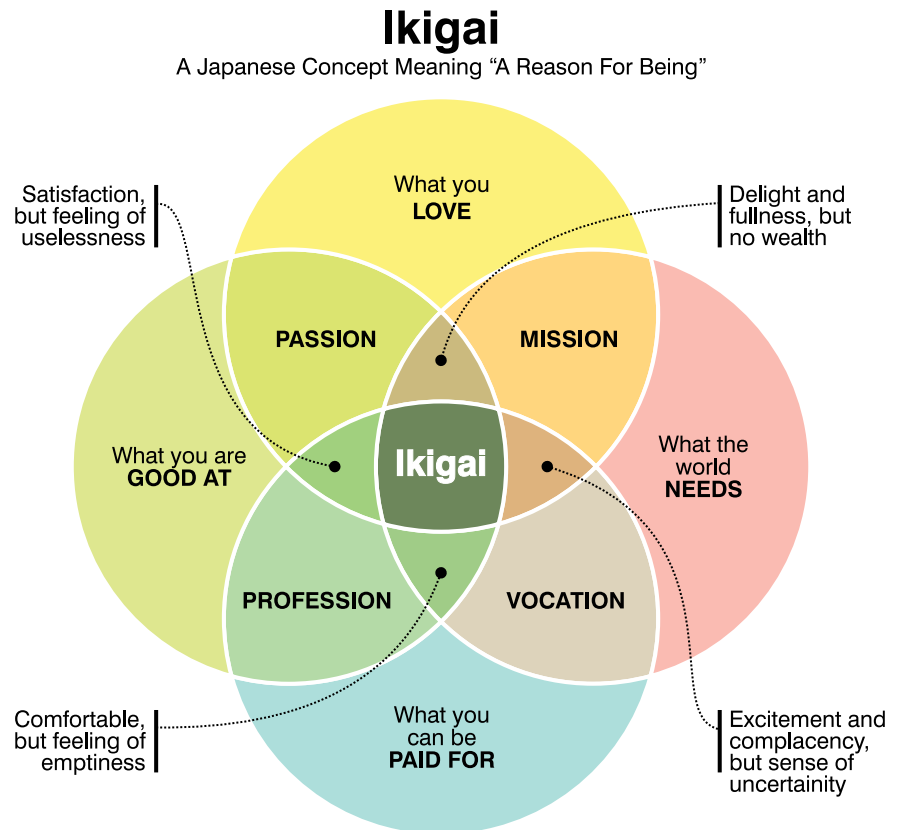 Ikigai
A Japanese Concept Meaning “A Reason For Being”
Satisfaction,
but feeling of
uselessness
What you
LOVE
Delight and
fullness, but
no wealth
PASSION
MISSION
What you are
GOOD AT
Ikigai
What the
world
NEEDS
PROFESSION
VOCATION
Comfortable,
but feeling of
emptiness
What you
can be
PAID FOR
Excitement and
complacency,
but sense of
uncertainity